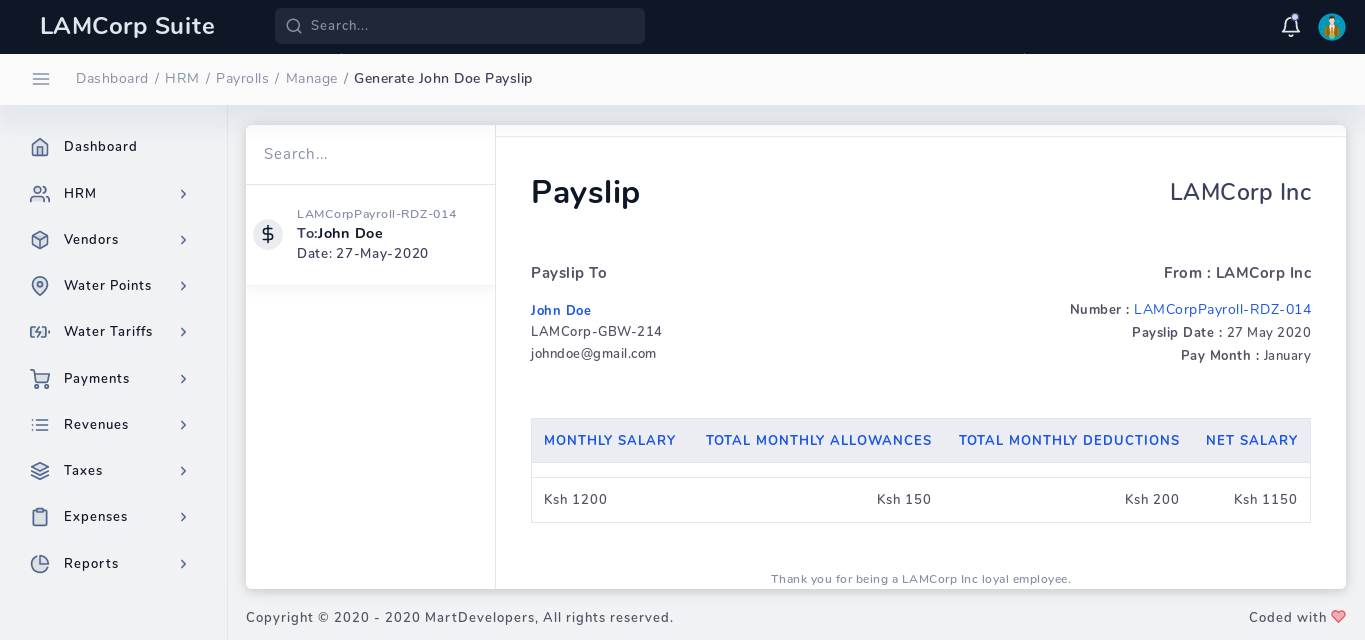 LAMCorp Suite
Search...
Dashboard / HRM / Payrolls / Manage / Generate John Doe Payslip
Dashboard
HRM
Vendors
Water Points
Water Tariffs
Payments
Revenues
Taxes
Expenses
Reports
Search...
LAMCorpPayroll-RDZ-014
To:John Doe
Date: 27-May-2020
Payslip
LAMCorp Inc
Payslip To
From : LAMCorp Inc
John Doe
LAMCorp-GBW-214
johndoe@gmail.com
Number : LAMCorpPayroll-RDZ-014
Payslip Date : 27 May 2020
Pay Month : January
MONTHLY SALARY TOTAL MONTHLY ALLOWANCES TOTAL MONTHLY DEDUCTIONS NET SALARY
Ksh 1200 Ksh 150 Ksh 200 Ksh 1150
Thank you for being a LAMCorp Inc loyal employee.
Copyright © 2020 - 2020 MartDevelopers, All rights reserved.
Coded with